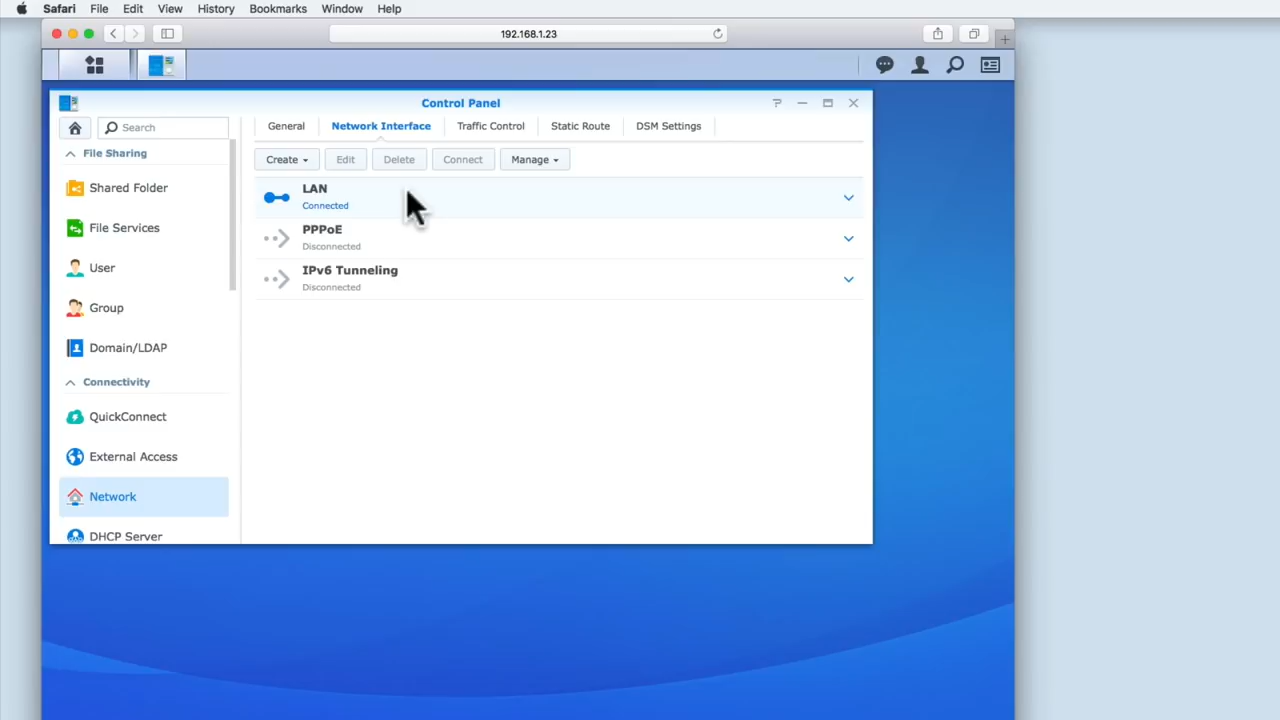 Safari File Edit View History Bookmarks Window Help
192.168.1.23
Control Panel
Search
General Network Interface Traffic Control Static Route DSM Settings
File Sharing
Create Edit Delete Connect Manage
Shared Folder
LAN
Connected
File Services
PPPoE
Disconnected
User
IPv6 Tunneling
Disconnected
Group
Domain/LDAP
Connectivity
QuickConnect
External Access
Network
DHCP Server